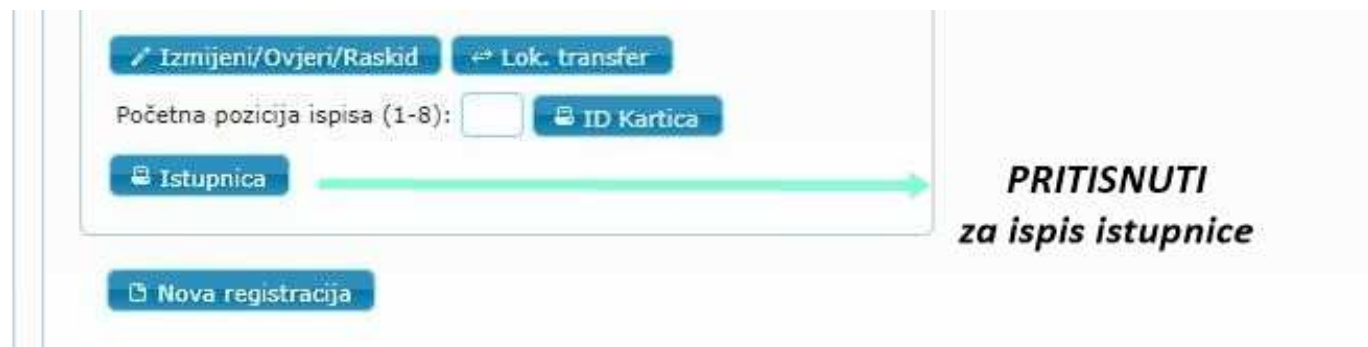 Izmijeni/Ovjeri/Raskid Lok. transfer
Početna pozicija ispisa (1-8): ID Kartica
Istupnica
PRITISNUTI
za ispis istupnice
Nova registracija